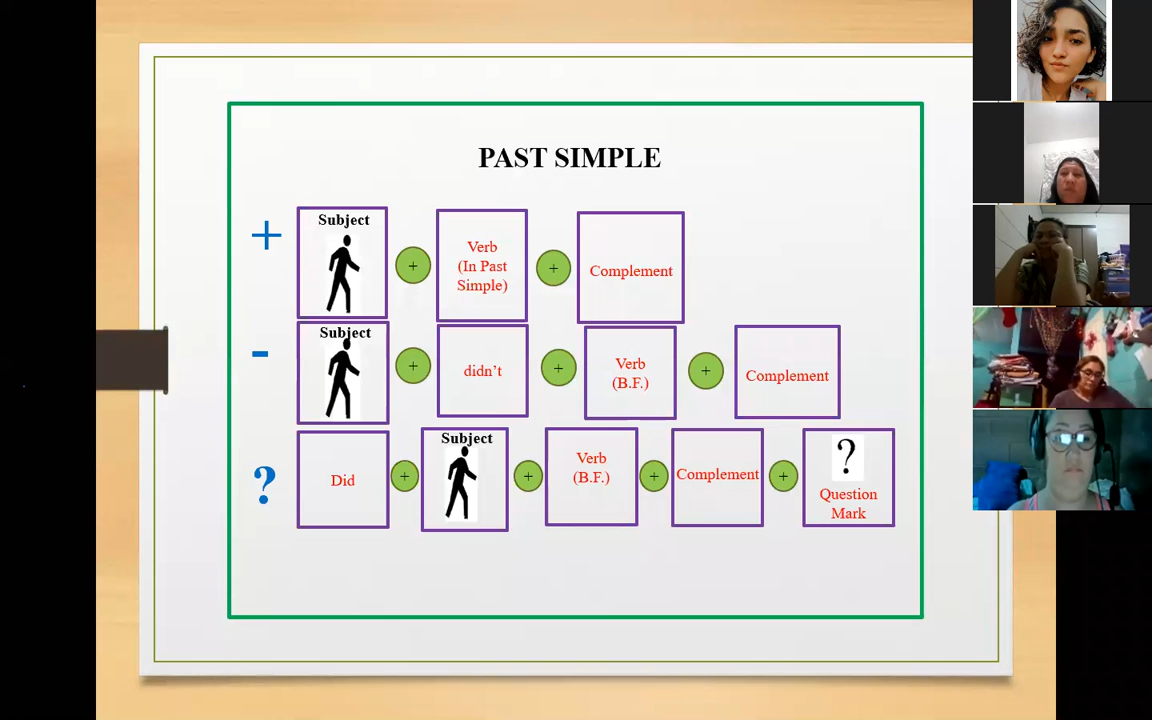 PAST SIMPLE
+
Subject
+
Verb
(In Past
Simple)
+
Complement
-
Subject
+
didn't
+
Verb
(B.F.)
+
Complement
?
Did
+
Subject
+
Verb
(B.F.)
+
Complement
+
?
Question
Mark